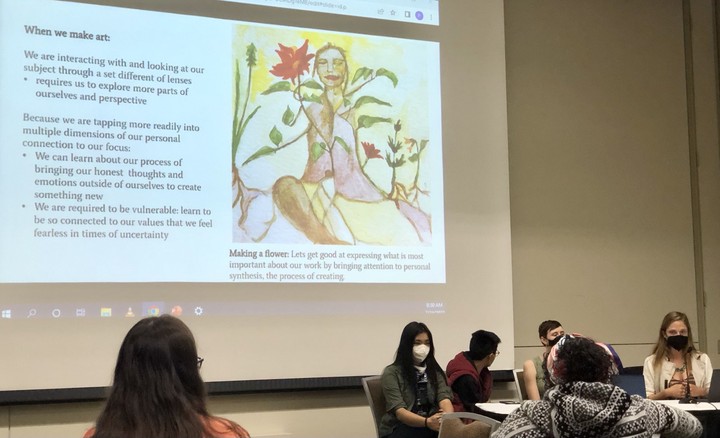 When we make art:
We are interacting with and looking at our
subject through a set different of lenses
• requires us to explore more parts of
ourselves and perspective
Because we are tapping more readily into
multiple dimensions of our personal
connection to our focus:
• We can learn about our process of
bringing our honest thoughts and
emotions outside of ourselves to create
something new
• We are required to be vulnerable: learn to
be so connected to our values that we feel
fearless in times of uncertainty
Making a flower: Lets get good at expressing what is most
important about our work by bringing attention to personal
synthesis, the process of creating.